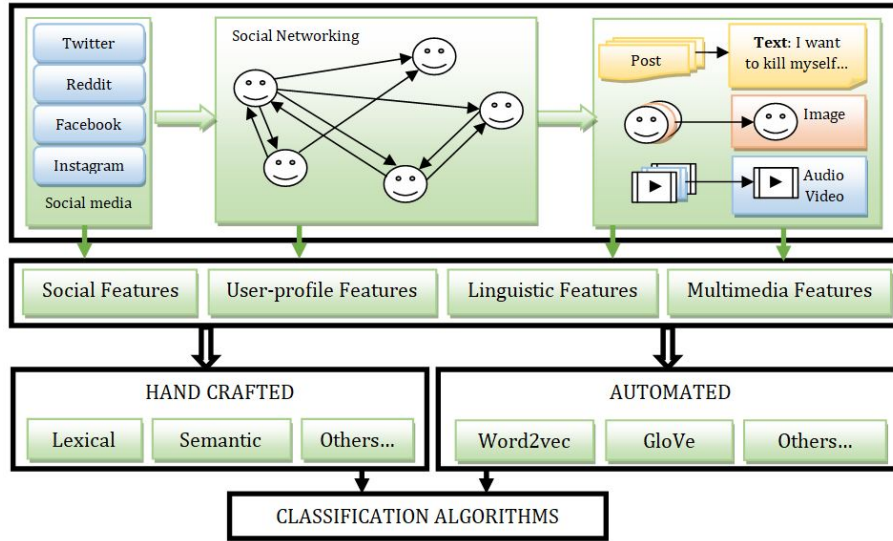 Twitter
Reddit
Facebook
Instagram
Social media
Social Networking
Post
Text: I want
to kill myself...
Image
Audio
Video
Social Features
User-profile Features
Linguistic Features
Multimedia Features
HAND CRAFTED
Lexical
Semantic
Others...
AUTOMATED
Word2vec
GloVe
Others...
CLASSIFICATION ALGORITHMS